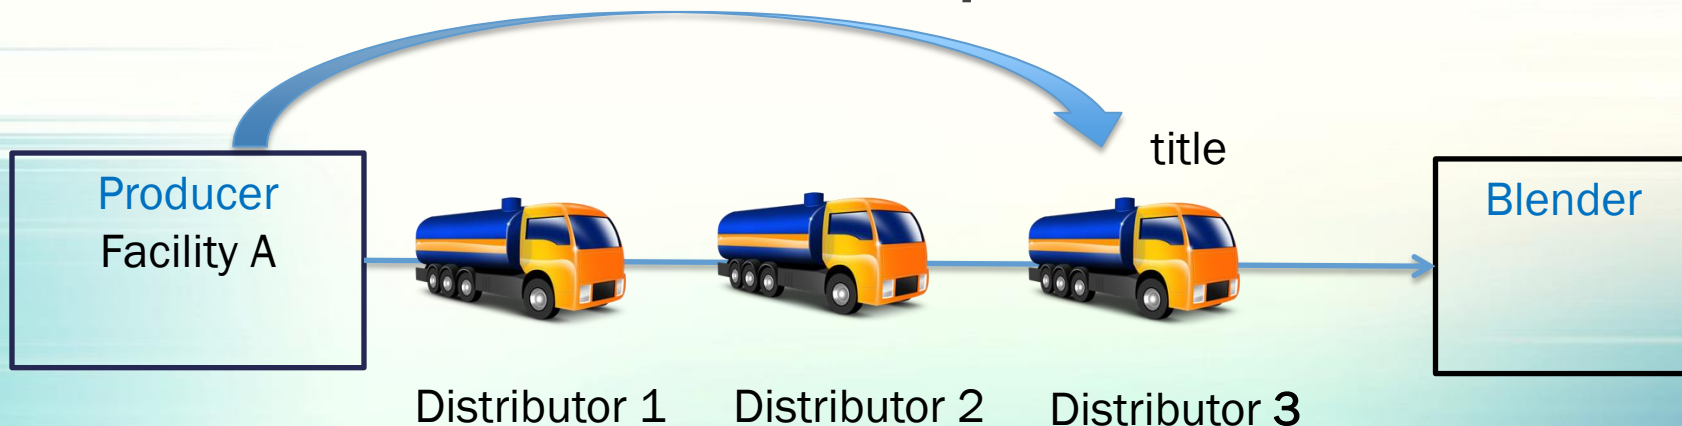 title
Producer
Facility A
Blender
Distributor 1
Distributor 2
Distributor 3